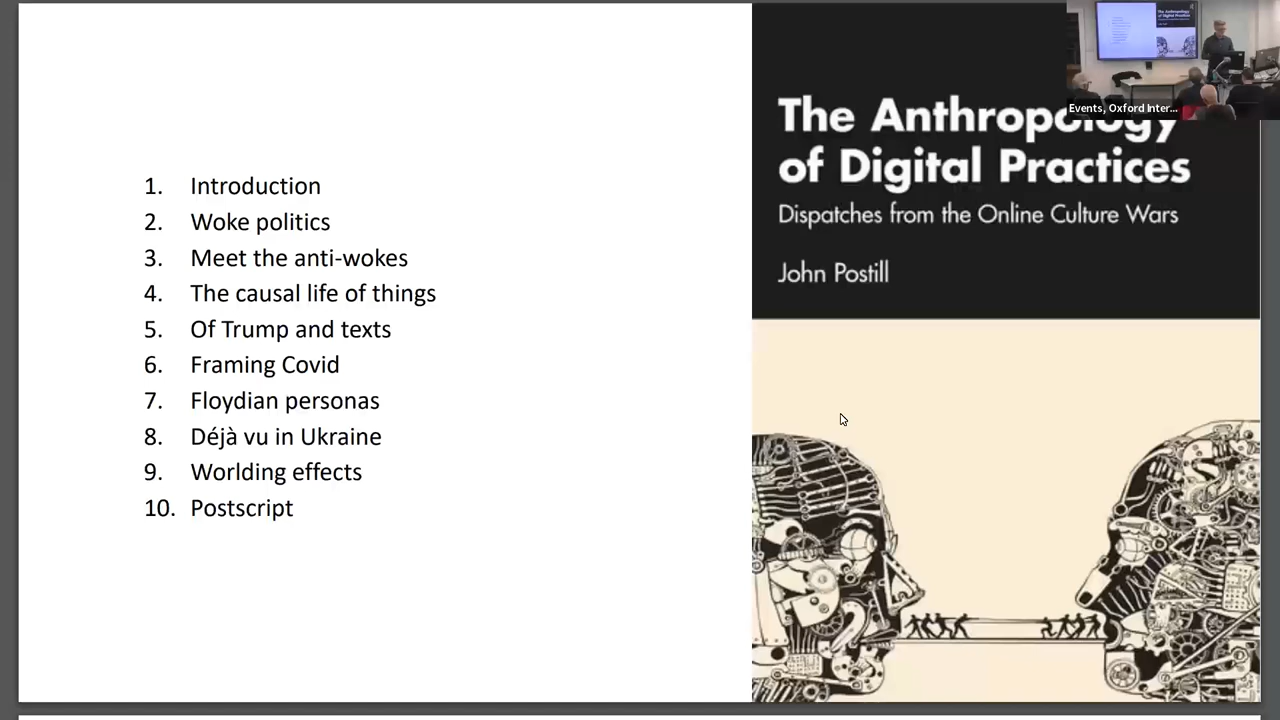 1. Introduction
2. Woke politics
3. Meet the anti-wokes
4. The causal life of things
5. Of Trump and texts
6. Framing Covid
7. Floydian personas
8. Déjà vu in Ukraine
9. Worlding effects
10. Postscript
The Anthropology
of Digital Practices
Dispatches from the Online Culture Wars
John Postill
Events, Oxford Inter...